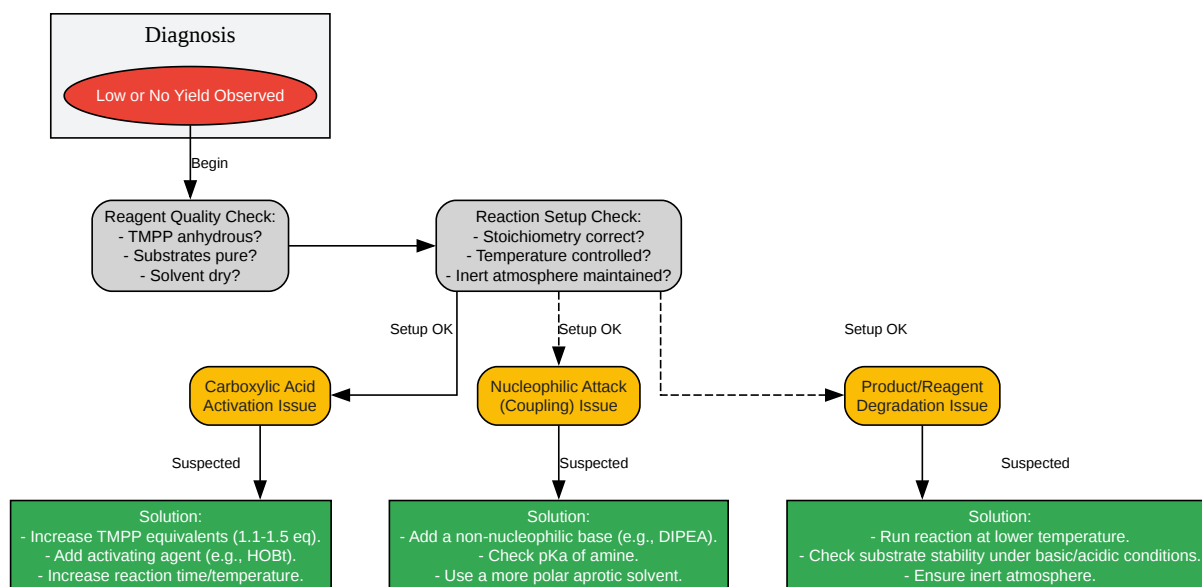 Diagnosis
Low or No Yield Observed
Begin
Reagent Quality Check:
- TMPP anhydrous?
- Substrates pure?
- Solvent dry?
Reaction Setup Check:
- Stoichiometry correct?
- Temperature controlled?
- Inert atmosphere maintained?
Setup OK
Setup OK
Setup OK
Carboxylic Acid
Activation Issue
Nucleophilic Attack
(Coupling) Issue
Product/Reagent
Degradation Issue
Suspected
Suspected
Suspected
Solution:
- Increase TMPP equivalents (1.1-1.5 eq).
- Add activating agent (e.g., HOBt).
- Increase reaction time/temperature.
Solution:
- Add a non-nucleophilic base (e.g., DIPEA).
- Check pKa of amine.
- Use a more polar aprotic solvent.
Solution:
- Run reaction at lower temperature.
- Check substrate stability under basic/acidic conditions.
- Ensure inert atmosphere.